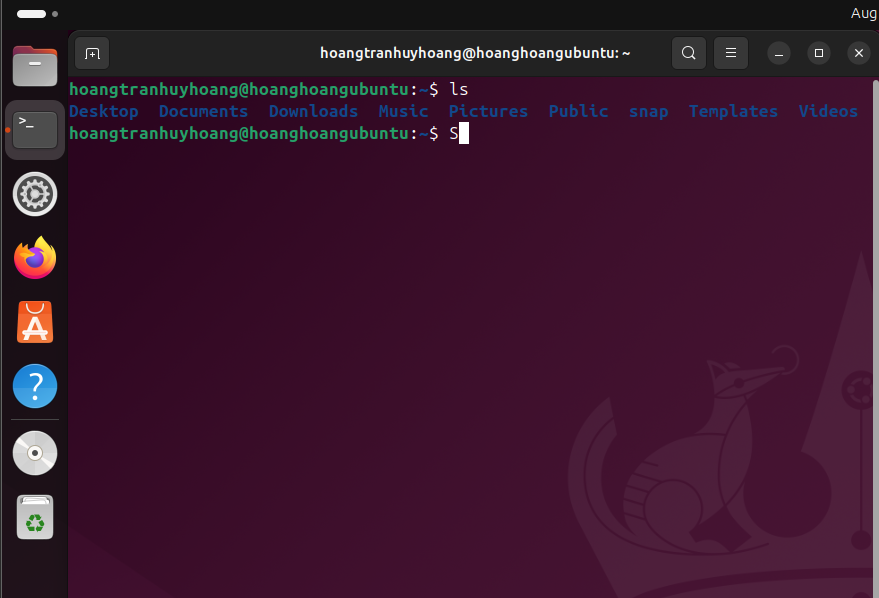 Aug
hoangtranhuyhoang@hoanghoangubuntu: ~
hoangtranhuyhoang@hoanghoangubuntu:~$ ls
Desktop Documents Downloads Music Pictures Public snap Templates Videos
hoangtranhuyhoang@hoanghoangubuntu:~$ S